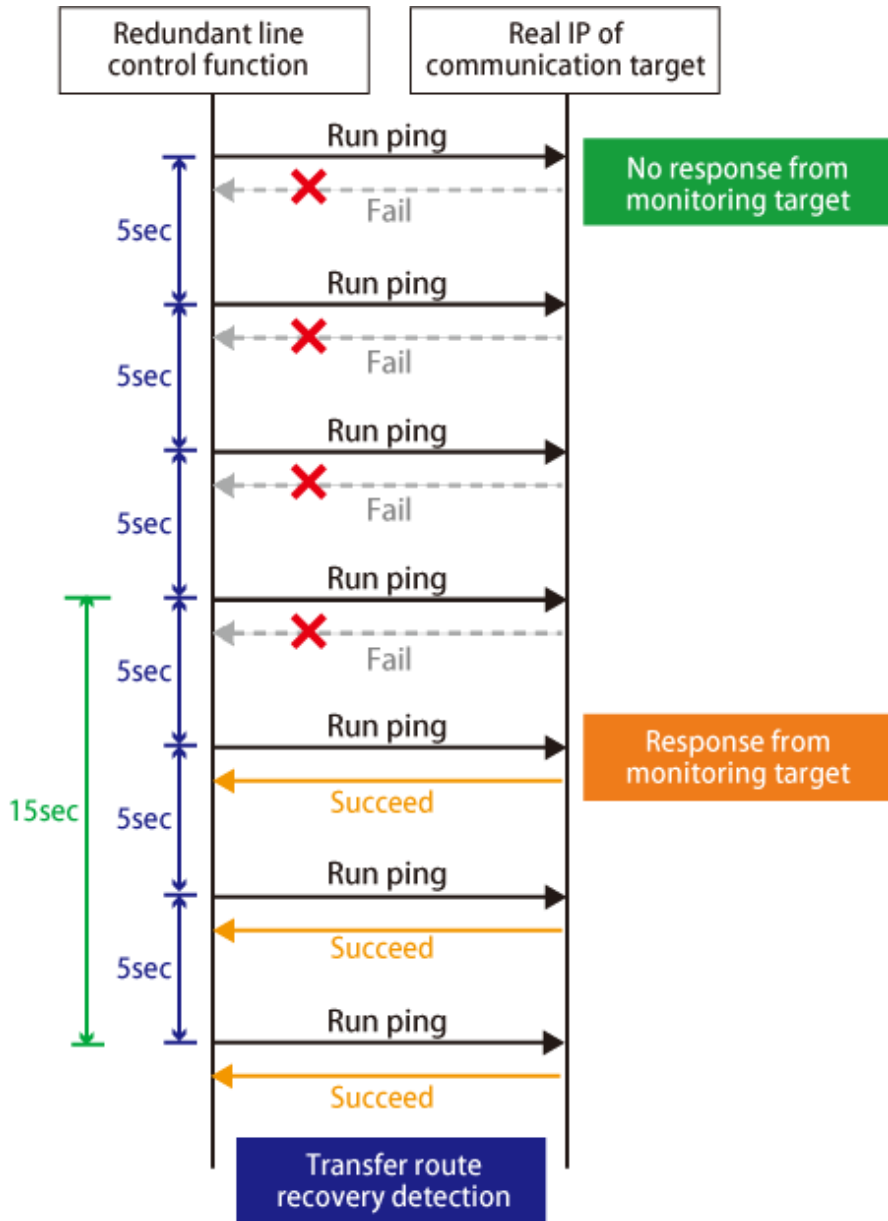 Redundant line
control function
Real IP of
communication target
Run ping
No response from
monitoring target
Fail
5sec
Run ping
Fail
5sec
Run ping
Fail
5sec
Run ping
Fail
5sec
Run ping
Response from
monitoring target
Succeed
15sec
5sec
Run ping
Succeed
5sec
Run ping
Succeed
Transfer route
recovery detection